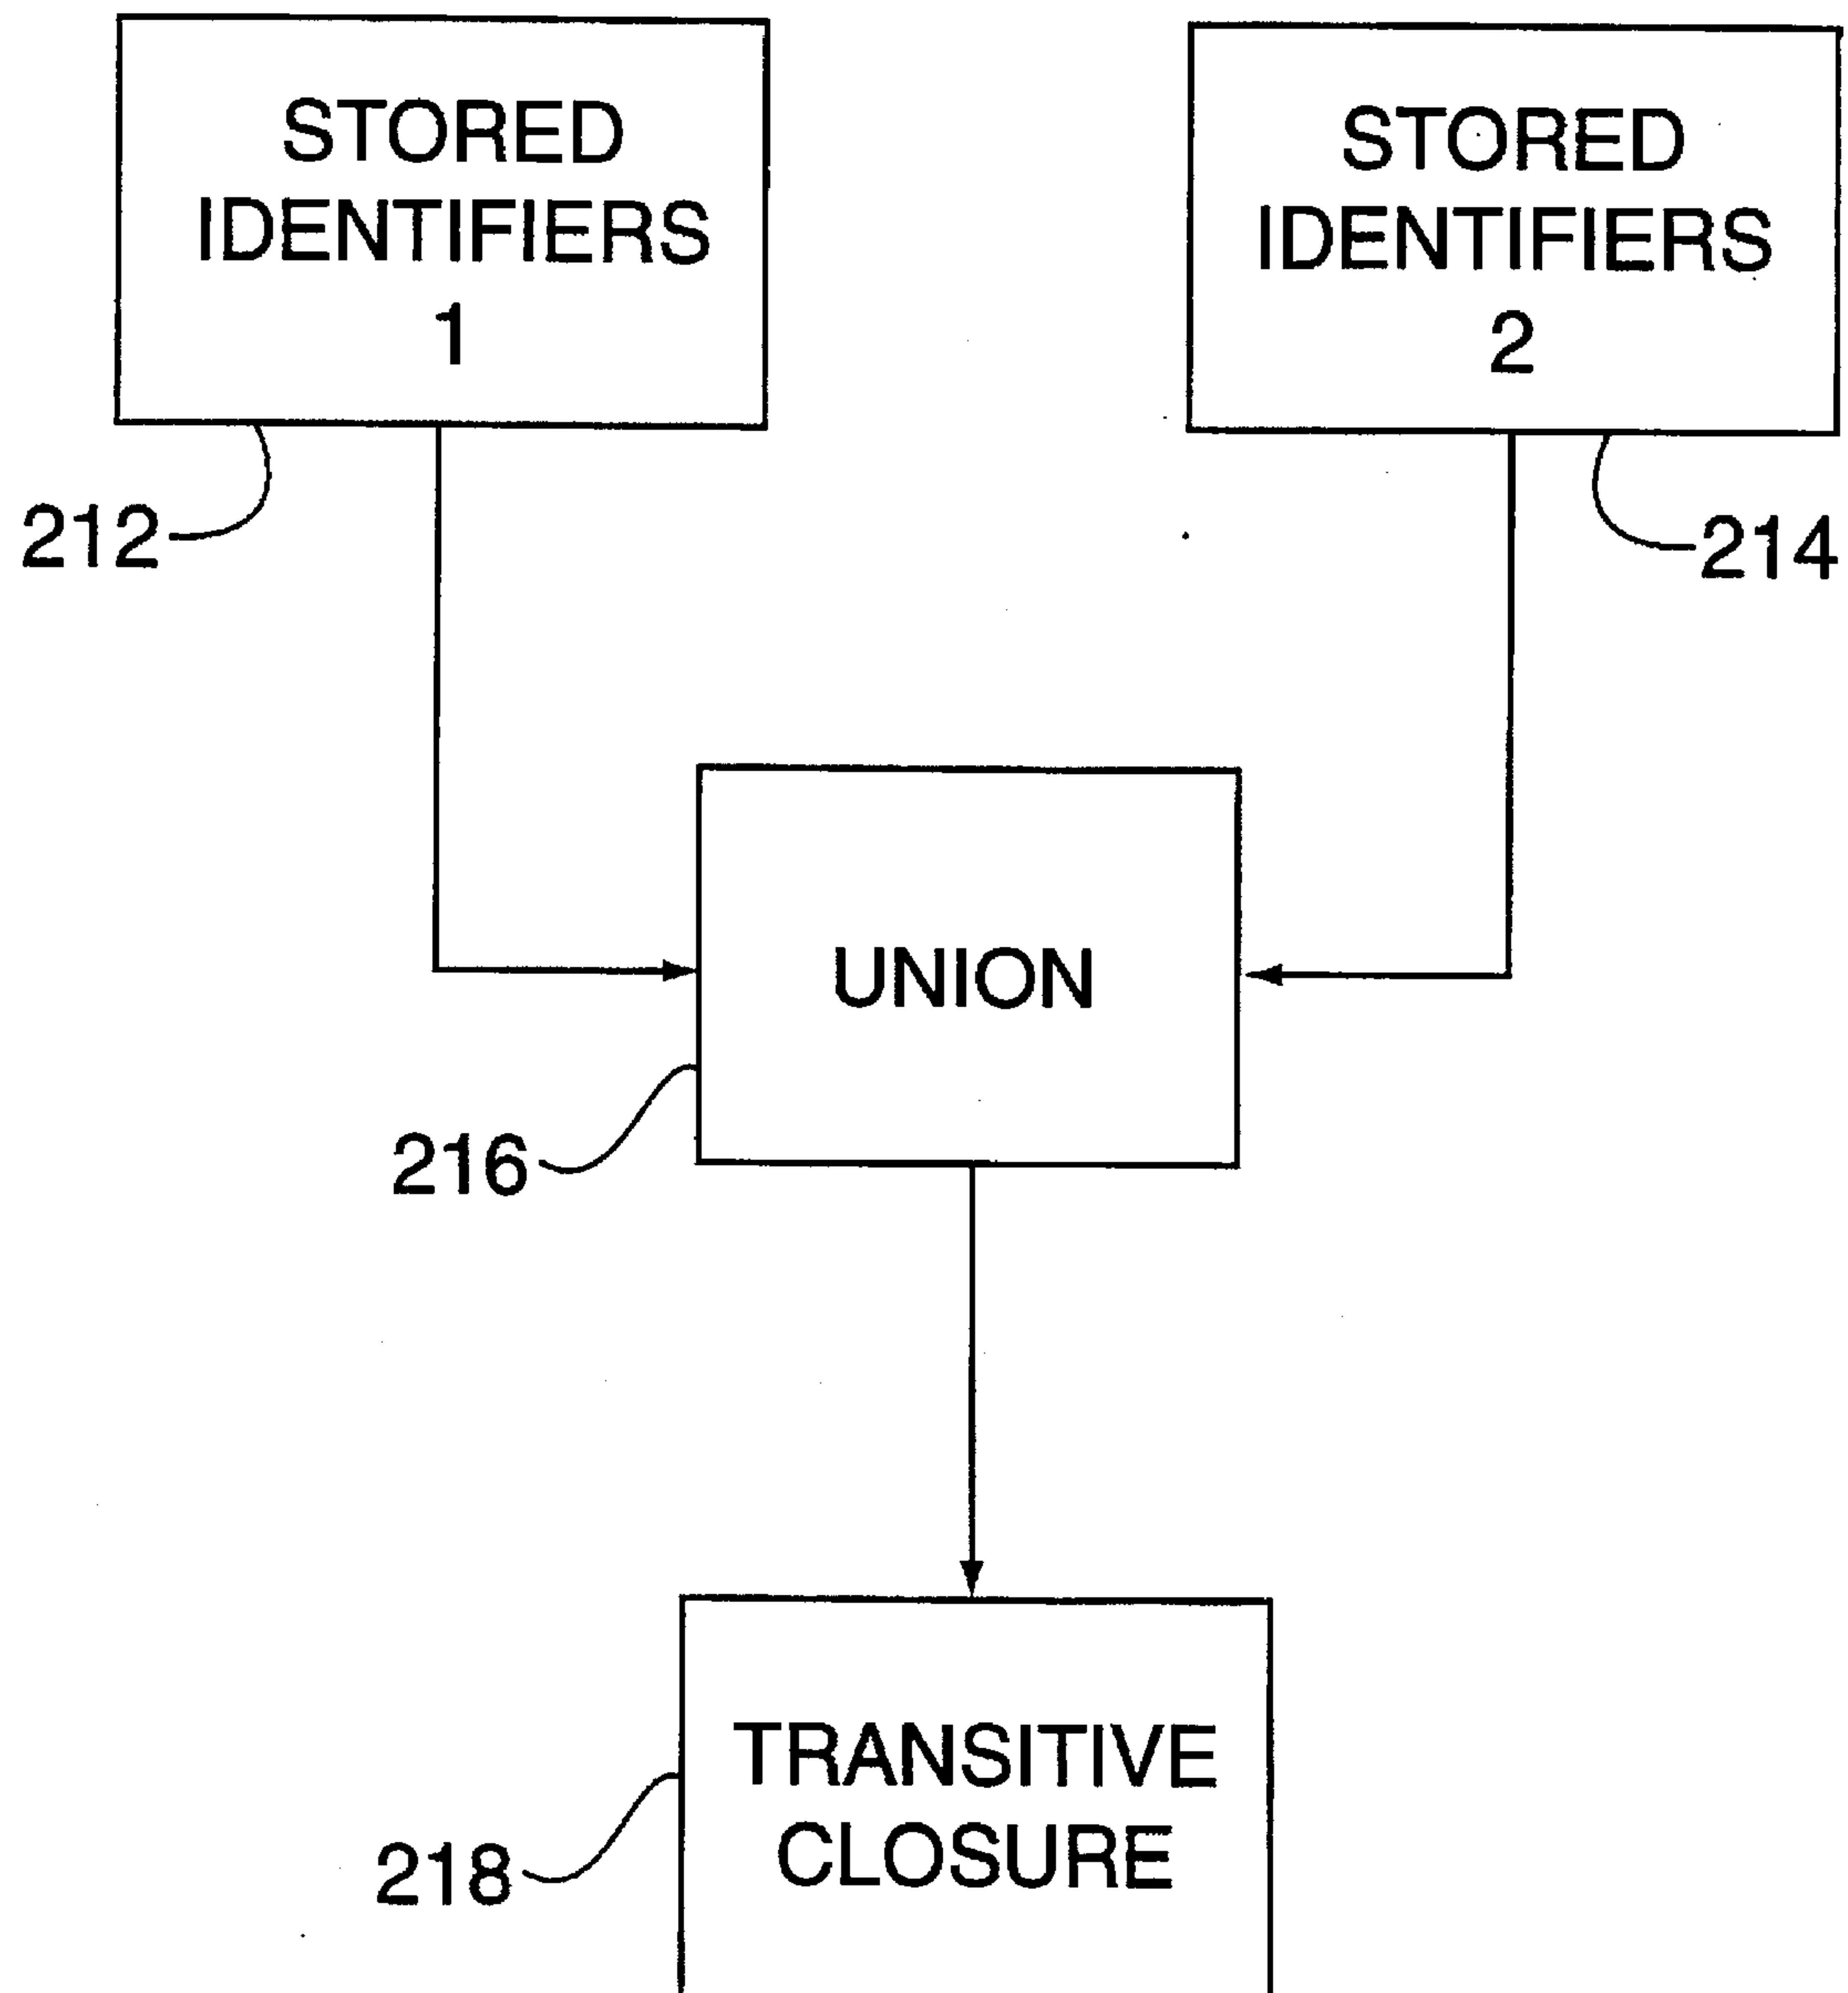 STORED
IDENTIFIERS
1
STORED
IDENTIFIERS
2
212
214
UNION
216
TRANSITIVE
CLOSURE
218